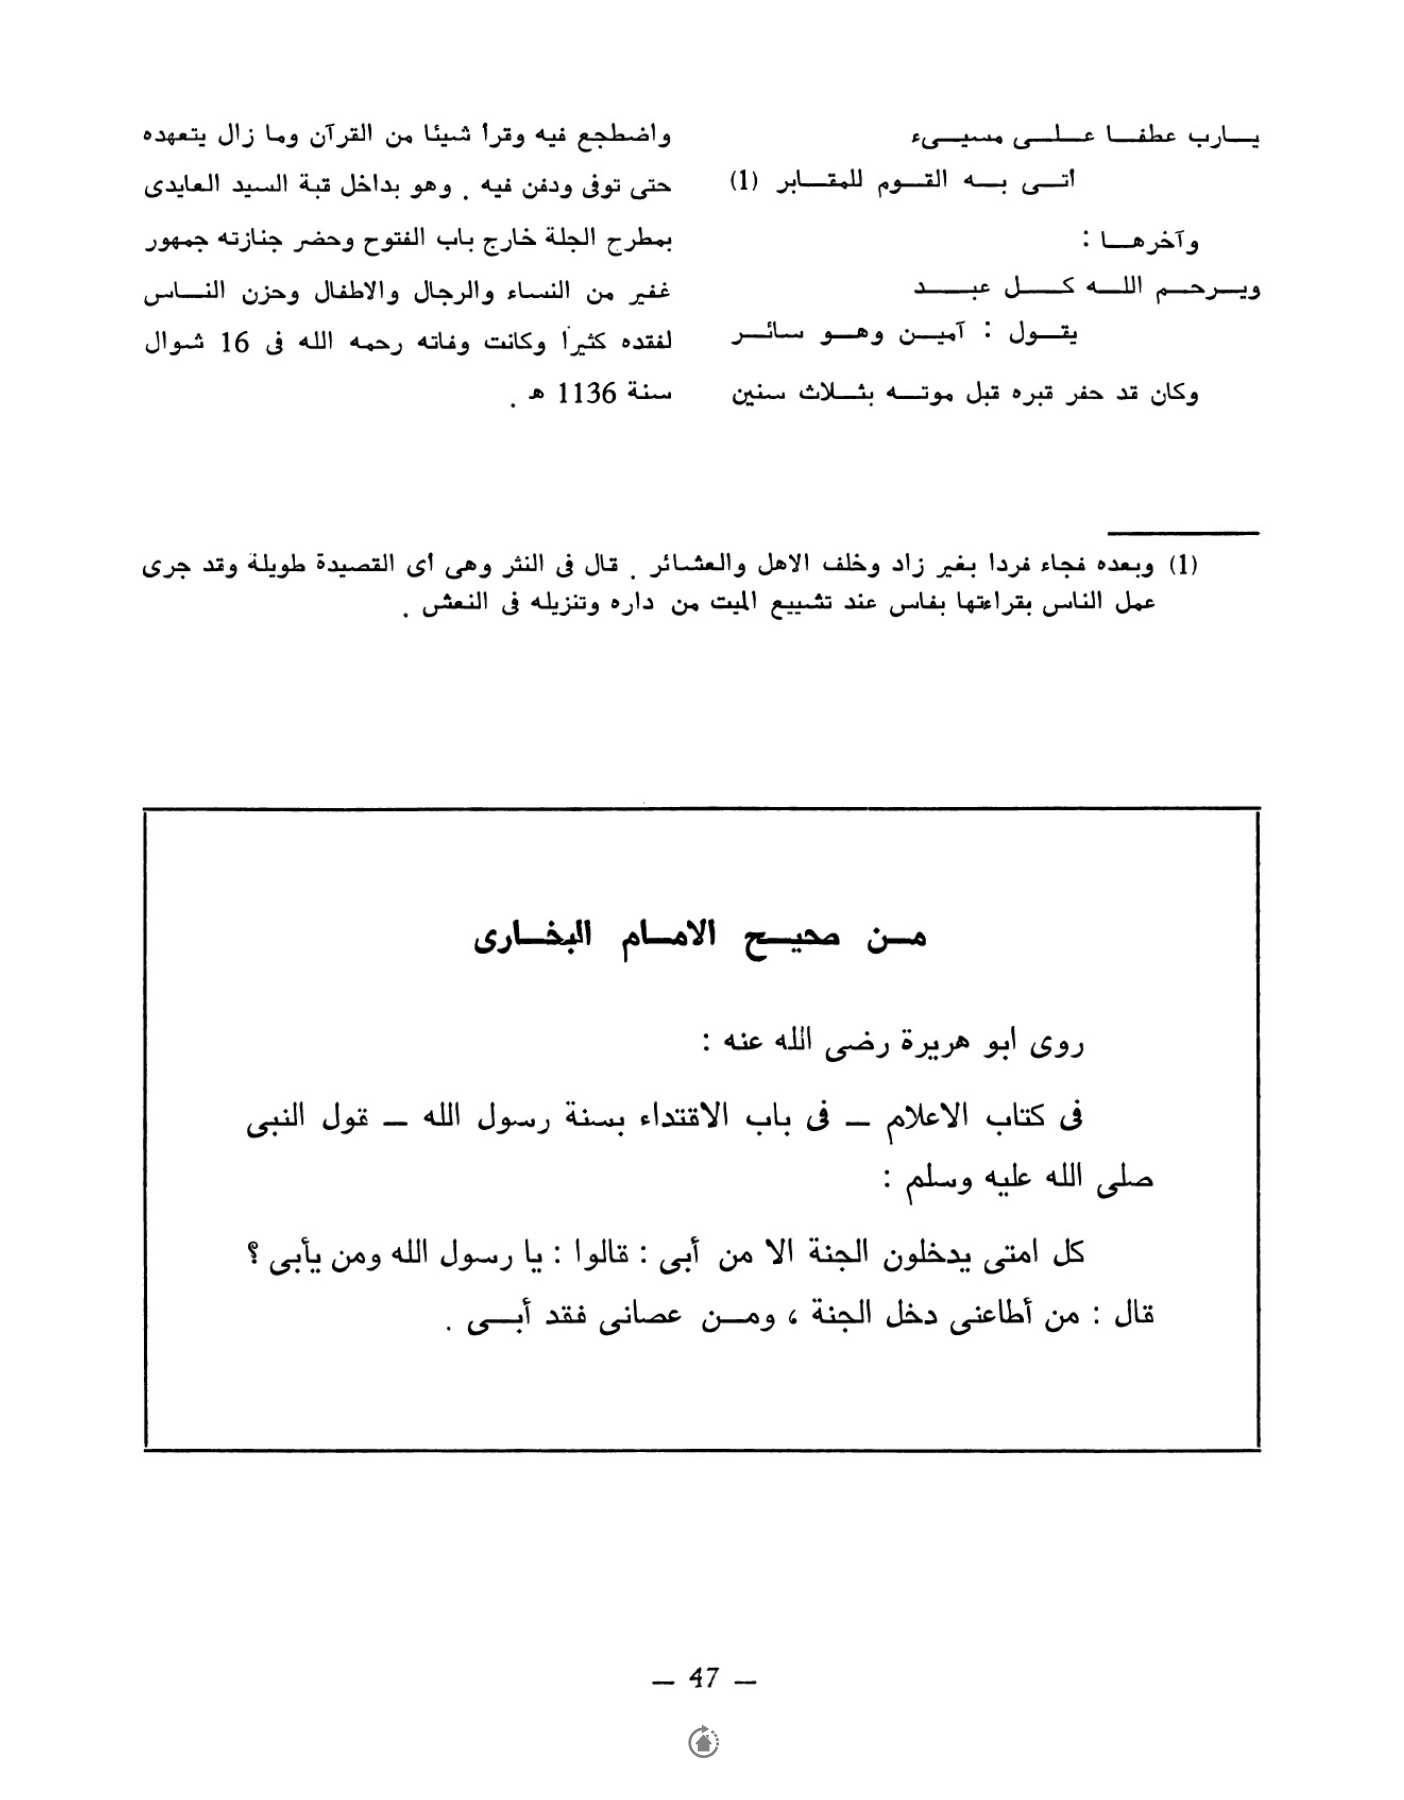 يارب عطفا على مسيىء
أتى به القوم للمقابر (1)
وآخرها :
ويرحم الله كل عبد
يقول : آمين وهو سائر
وكان قد حفر قبره قبل موته بثلاث سنين
واضطجع فيه وقرأ شيئا من القرآن وما زال يتعهده
حتى توفى ودفن فيه . وهو بداخل قبة السيد العايدى
بمطرح الجلة خارج باب الفتوح وحضر جنازته جمهور
غفير من النساء والرجال والاطفال وحزن الناس
لفقده كثيرا وكانت وفاته رحمه الله فى 16 شوال
سنة 1136 ه .
(1) وبعده فجاء فردا بغير زاد وخلف الاهل والعشائر . قال فى النثر وهى أى القصيدة طويلة وقد جرى
عمل الناس بقراءتها بفاس عند تشييع الميت من داره وتنزيله فى النعش .
من صحيح الامام البخارى
روى ابو هريرة رضى الله عنه :
فى كتاب الاعلام — فى باب الاقتداء بسنة رسول الله — قول النبى
صلى الله عليه وسلم :
كل امتى يدخلون الجنة الا من أبى : قالوا : يا رسول الله ومن يأبى ؟
قال : من أطاعنى دخل الجنة ، ومن عصانى فقد أبى .
— 47 —